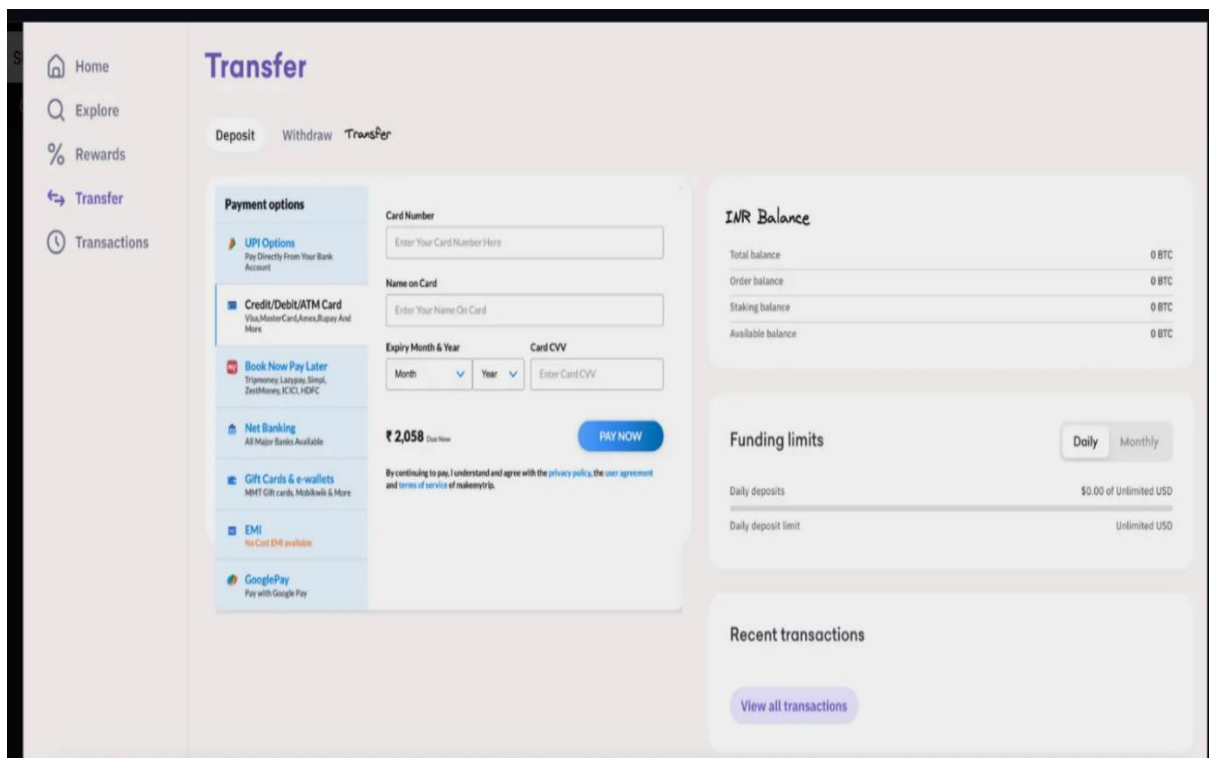 Home
Explore
Rewards
Transfer
Transactions
Transfer
Deposit Withdraw Transfer
Payment options
UPI Options
Pay Directly From Your Bank
Account
Credit/Debit/ATM Card
Visa,MasterCard,Amex,Rupay And
More
Book Now Pay Later
Tripmoney, Lazypay, Simpl,
ZestMoney, ICICI, HDFC
Net Banking
All Major Banks Available
Gift Cards & e-wallets
MMT Gift cards, Mobikwik & More
EMI
No Cost EMI available
GooglePay
Pay with Google Pay
Card Number
Enter Your Card Number Here
Name on Card
Enter Your Name On Card
Expiry Month & Year Card CVV
Month Year Enter Card CVV
₹ 2,058 Due Now PAY NOW
By continuing to pay, I understand and agree with the privacy policy, the user agreement
and terms of service of makemytrip.
INR Balance
Total balance 0 BTC
Order balance 0 BTC
Staking balance 0 BTC
Available balance 0 BTC
Funding limits Daily Monthly
Daily deposits $0.00 of Unlimited USD
Daily deposit limit Unlimited USD
Recent transactions
View all transactions